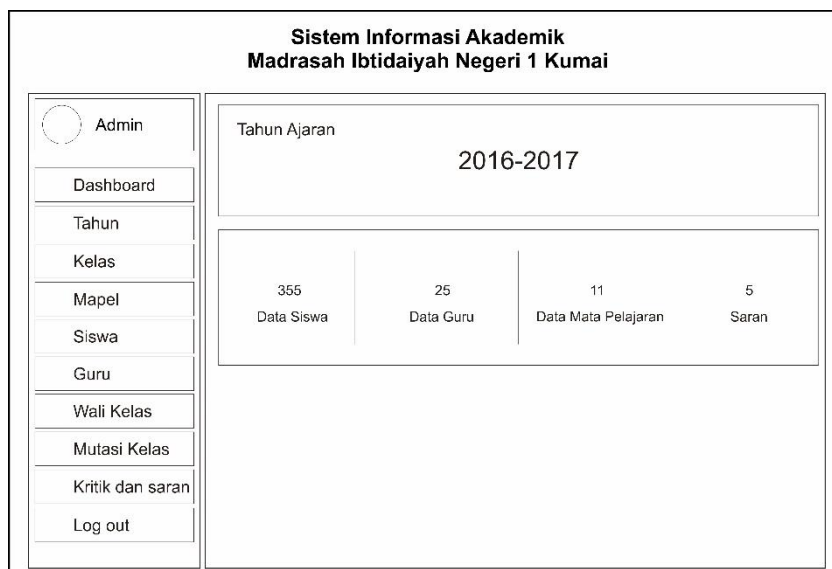 Sistem Informasi Akademik
Madrasah Ibtidaiyah Negeri 1 Kumai
Admin
Dashboard
Tahun
Kelas
Mapel
Siswa
Guru
Wali Kelas
Mutasi Kelas
Kritik dan saran
Log out
Tahun Ajaran
2016-2017
355
Data Siswa
25
Data Guru
11
Data Mata Pelajaran
5
Saran